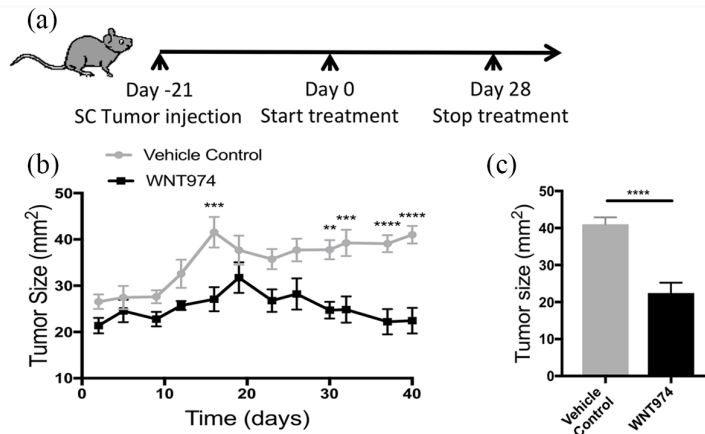 (a)
Day -21
SC Tumor injection
Day 0
Start treatment
Day 28
Stop treatment
(b)
Vehicle Control
WNT974
Tumor Size (mm²)
50
40
30
20
10
***
**
***
****
****
0
10
20
30
40
Time (days)
(c)
Tumor size (mm²)
50
40
30
20
10
0
****
Vehicle
Control
WNT974